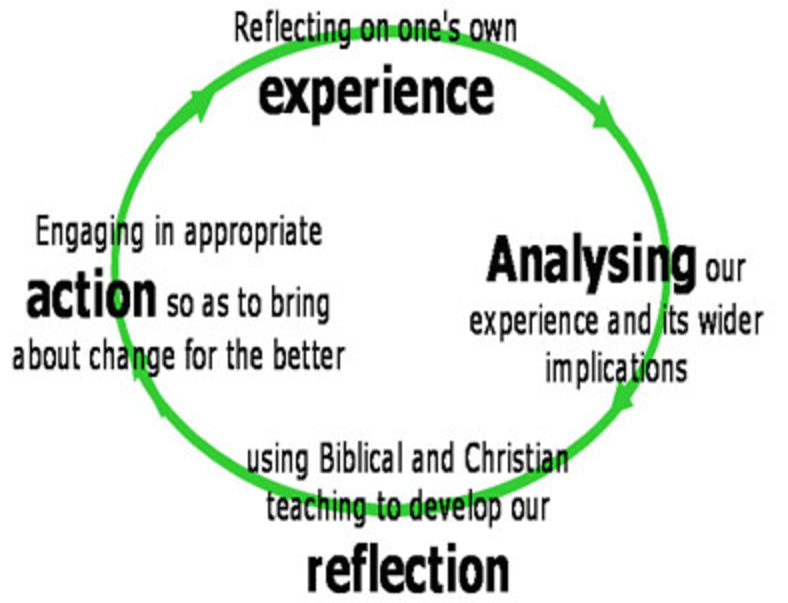 Reflecting on one's own
experience
Analysing our
experience and its wider
implications
using Biblical and Christian
teaching to develop our
reflection
Engaging in appropriate
action so as to bring
about change for the better